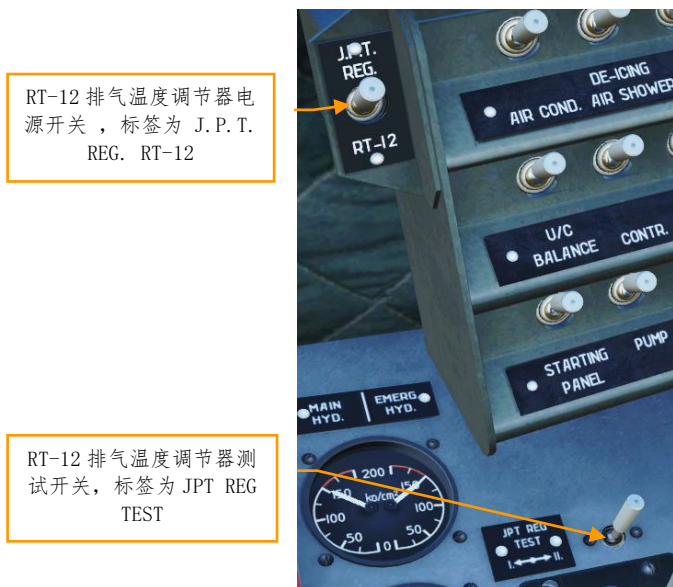 RT-12 排气温度调节器电
源开关 ，标签为 J.P.T.
REG. RT-12
J.P.T.
REG.
RT-12
DE-ICING
AIR COND. AIR SHOWER
U/C
BALANCE CONTR.
STARTING PUMP
PANEL
MAIN
HYD.
EMERG
HYD.
RT-12 排气温度调节器测
试开关，标签为 JPT REG
TEST
200
150 kp/cm² 150
100 100
50 50
0
JPT REG
TEST
I. II.